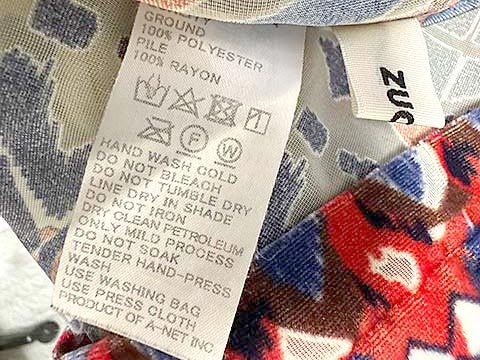 GROUND
100% POLYESTER
PILE
100% RAYON
P
W
HAND WASH COLD
DO NOT BLEACH
DO NOT TUMBLE DRY
LINE DRY IN SHADE
DO NOT IRON
DRY CLEAN PETROLEUM
ONLY MILD PROCESS
DO NOT SOAK
TENDER HAND-PRESS
WASH
USE WASHING BAG
USE PRESS CLOTH
PRODUCT OF A-NET INC
ZUC